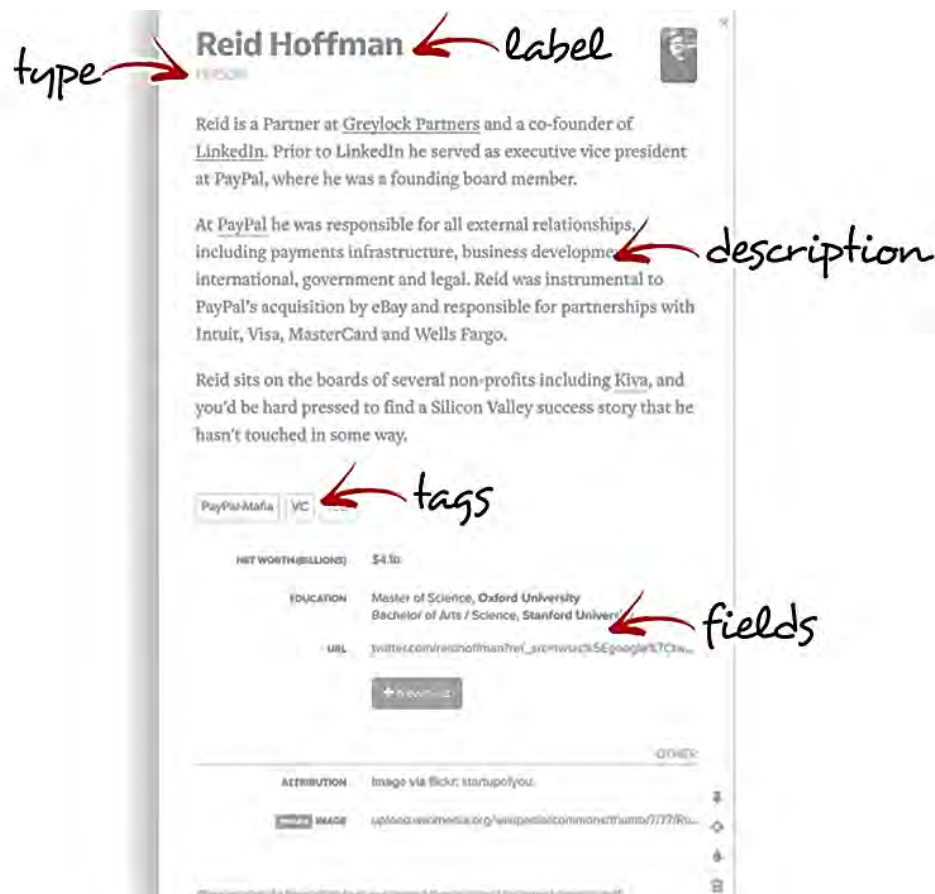 Reid Hoffman
label
type
PERSON
Reid is a Partner at Greylock Partners and a co-founder of
LinkedIn. Prior to LinkedIn he served as executive vice president
at PayPal, where he was a founding board member.
At PayPal he was responsible for all external relationships,
including payments infrastructure, business developme
description
international, government and legal. Reid was instrumental to
PayPal's acquisition by eBay and responsible for partnerships with
Intuit, Visa, MasterCard and Wells Fargo.
Reid sits on the boards of several non-profits including Kiva, and
you'd be hard pressed to find a Silicon Valley success story that he
hasn't touched in some way.
tags
PayPal-Mafia VC
NET WORTH (BILLIONS) $4.1b
EDUCATION Master of Science, Oxford University
Bachelor of Arts / Science, Stanford Univers
fields
URL
OTHER
ATTRIBUTION Image via flickr: startupofyou.
IMAGE